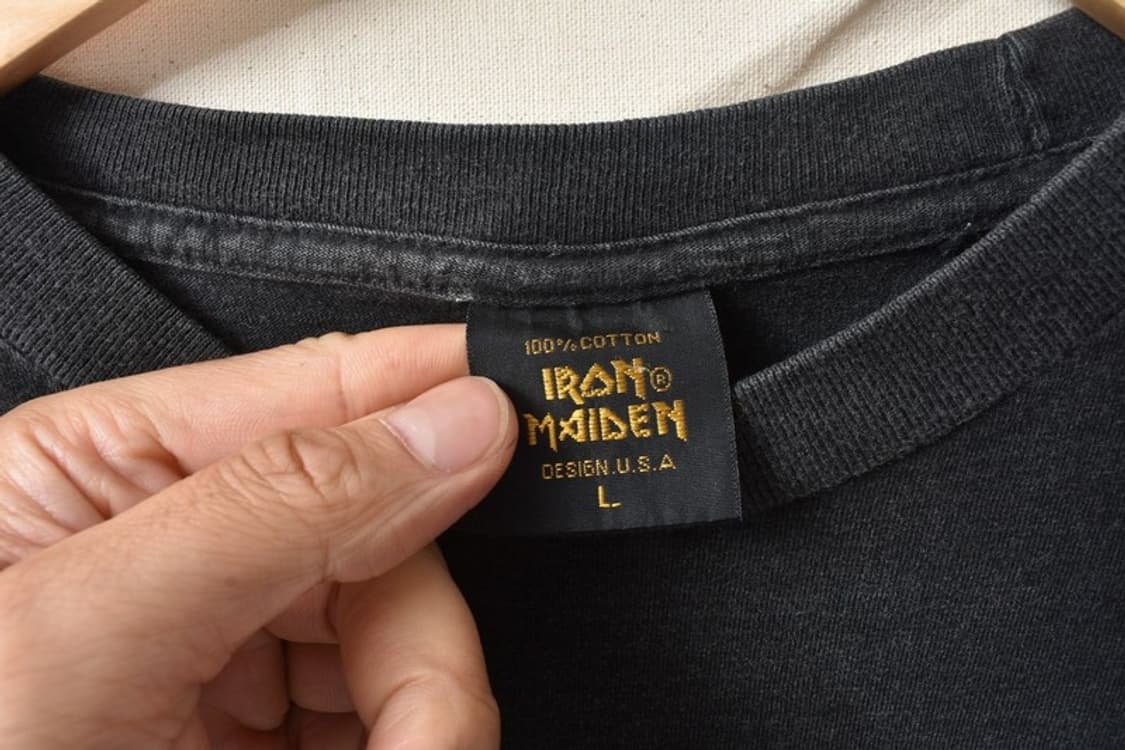 100% COTTON
IRON®
MAIDEN
DESIGN.U.S.A
L